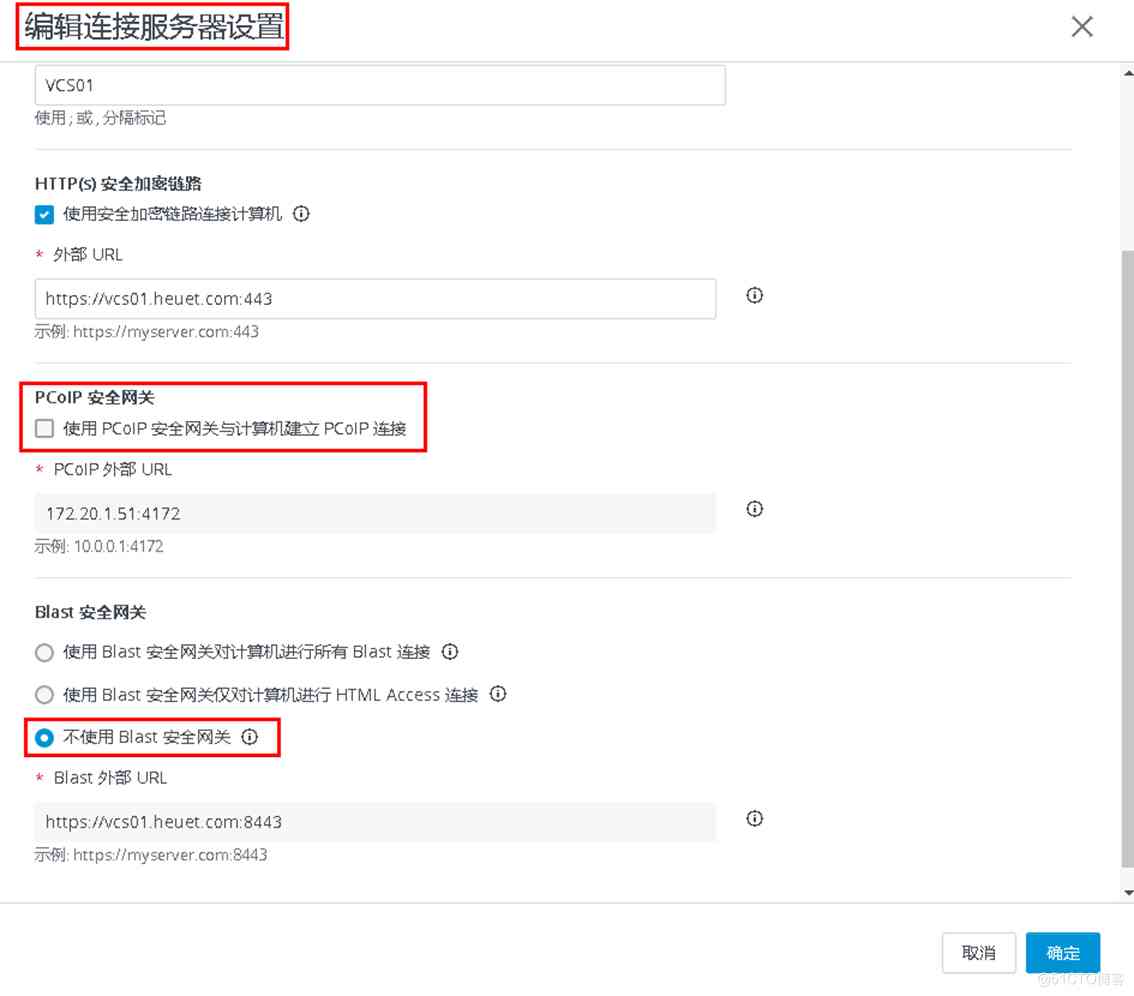 编辑连接服务器设置
VCS01
使用 ; 或 , 分隔标记
HTTP(s) 安全加密链路
使用安全加密链路连接计算机
* 外部 URL
https://vcs01.heuet.com:443
示例: https://myserver.com:443
PCoIP 安全网关
使用 PCoIP 安全网关与计算机建立 PCoIP 连接
* PCoIP 外部 URL
172.20.1.51:4172
示例: 10.0.0.1:4172
Blast 安全网关
使用 Blast 安全网关对计算机进行所有 Blast 连接
使用 Blast 安全网关仅对计算机进行 HTML Access 连接
不使用 Blast 安全网关
* Blast 外部 URL
https://vcs01.heuet.com:8443
示例: https://myserver.com:8443
取消
确定
@51CTO博客